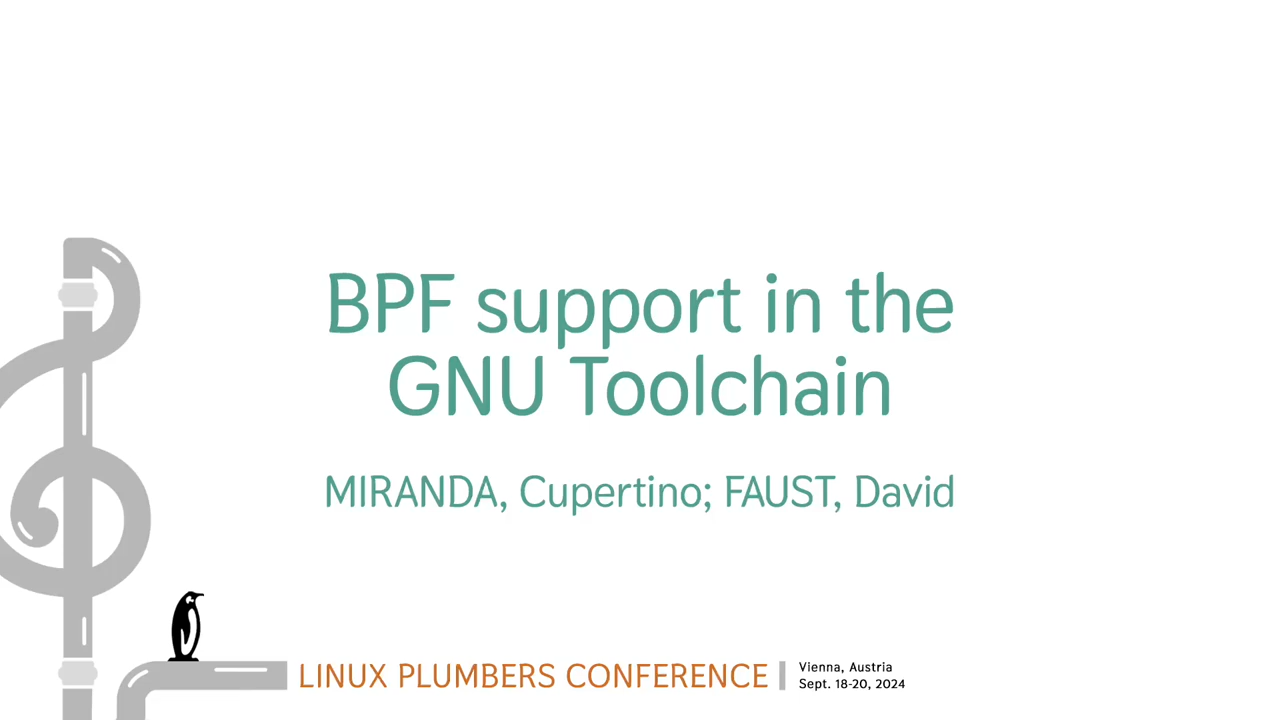 BPF support in the
GNU Toolchain
MIRANDA, Cupertino; FAUST, David
LINUX PLUMBERS CONFERENCE
Vienna, Austria
Sept. 18-20, 2024